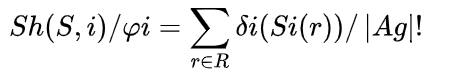 Sh(S, i)/φi = ∑ δi(Si(r))/ |Ag|!
r∈R